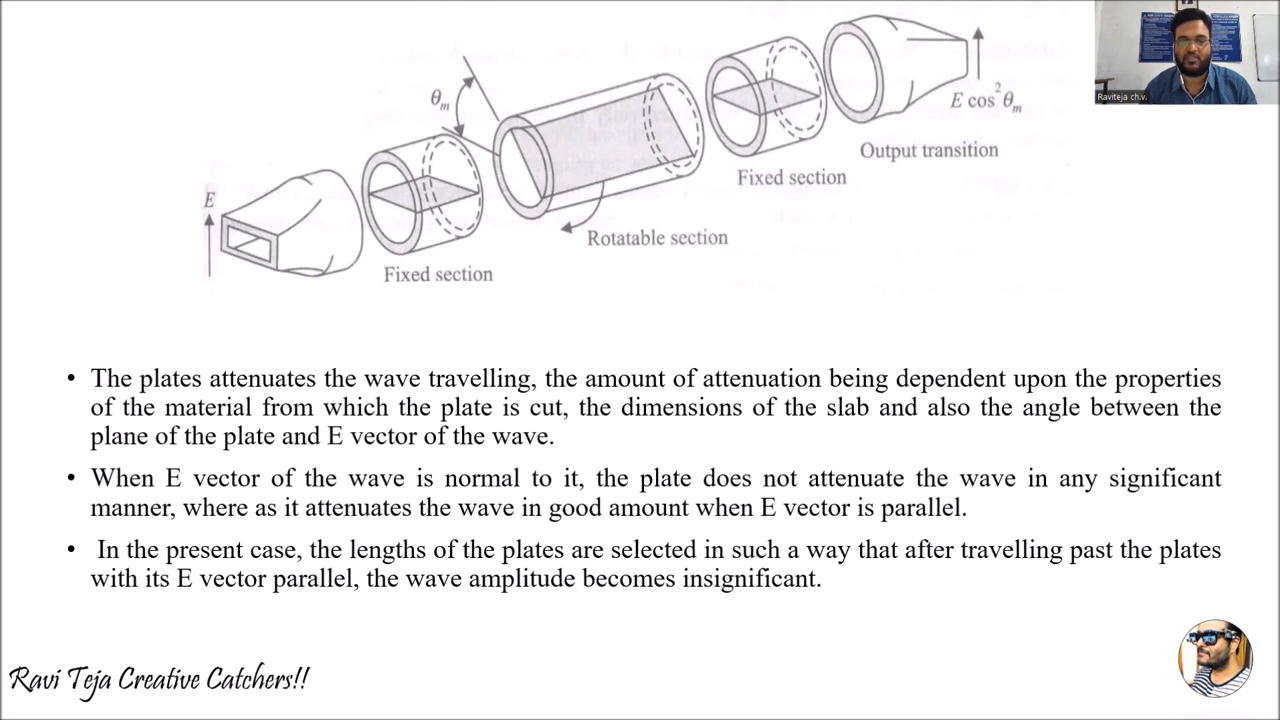 Raviteja ch.v.
θm
E cos²θm
Output transition
Fixed section
E
Rotatable section
Fixed section
• The plates attenuates the wave travelling, the amount of attenuation being dependent upon the properties
of the material from which the plate is cut, the dimensions of the slab and also the angle between the
plane of the plate and E vector of the wave.
• When E vector of the wave is normal to it, the plate does not attenuate the wave in any significant
manner, where as it attenuates the wave in good amount when E vector is parallel.
• In the present case, the lengths of the plates are selected in such a way that after travelling past the plates
with its E vector parallel, the wave amplitude becomes insignificant.
Ravi Teja Creative Catchers!!